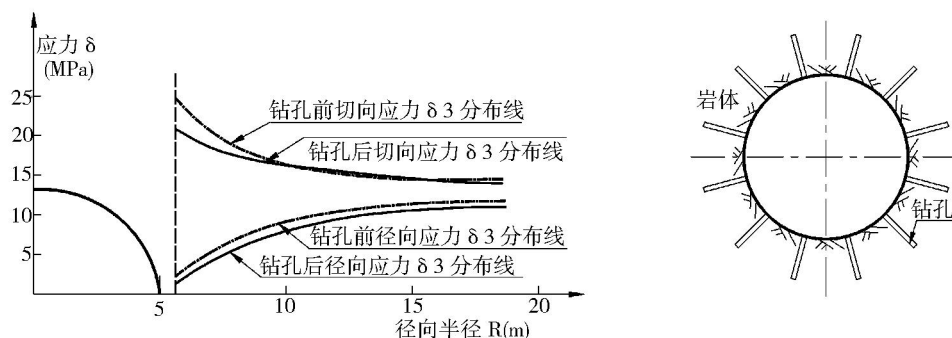 应力 δ
(MPa)
25
20
15
10
5
钻孔前切向应力 δ 3 分布线
钻孔后切向应力 δ 3 分布线
钻孔前径向应力 δ 3 分布线
钻孔后径向应力 δ 3 分布线
5
10
15
20
径向半径 R(m)
岩体
钻孔